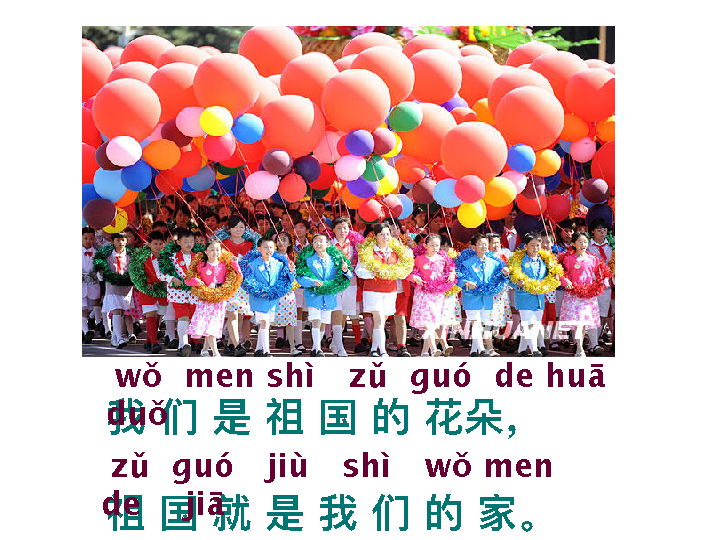 XINHUANET
wǒ men shì zǔ guó de huā
duǒ
我们是祖国的花朵，
zǔ guó jiù shì wǒ men
de jiā
祖国就是我们的家。